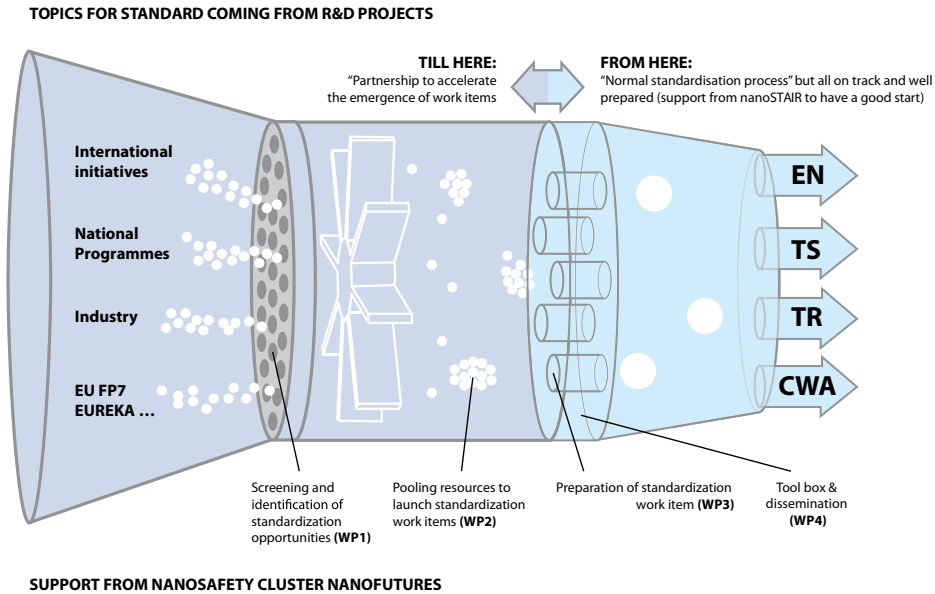 TOPICS FOR STANDARD COMING FROM R&D PROJECTS
TILL HERE:
“Partnership to accelerate
the emergence of work items
FROM HERE:
“Normal standardisation process” but all on track and well
prepared (support from nanoSTAIR to have a good start)
International
initiatives
National
Programmes
Industry
EU FP7
EUREKA …
EN
TS
TR
CWA
Screening and
identification of
standardization
opportunities (WP1)
Pooling resources to
launch standardization
work items (WP2)
Preparation of standardization
work item (WP3)
Tool box &
dissemination
(WP4)
SUPPORT FROM NANOSAFETY CLUSTER NANOFUTURES